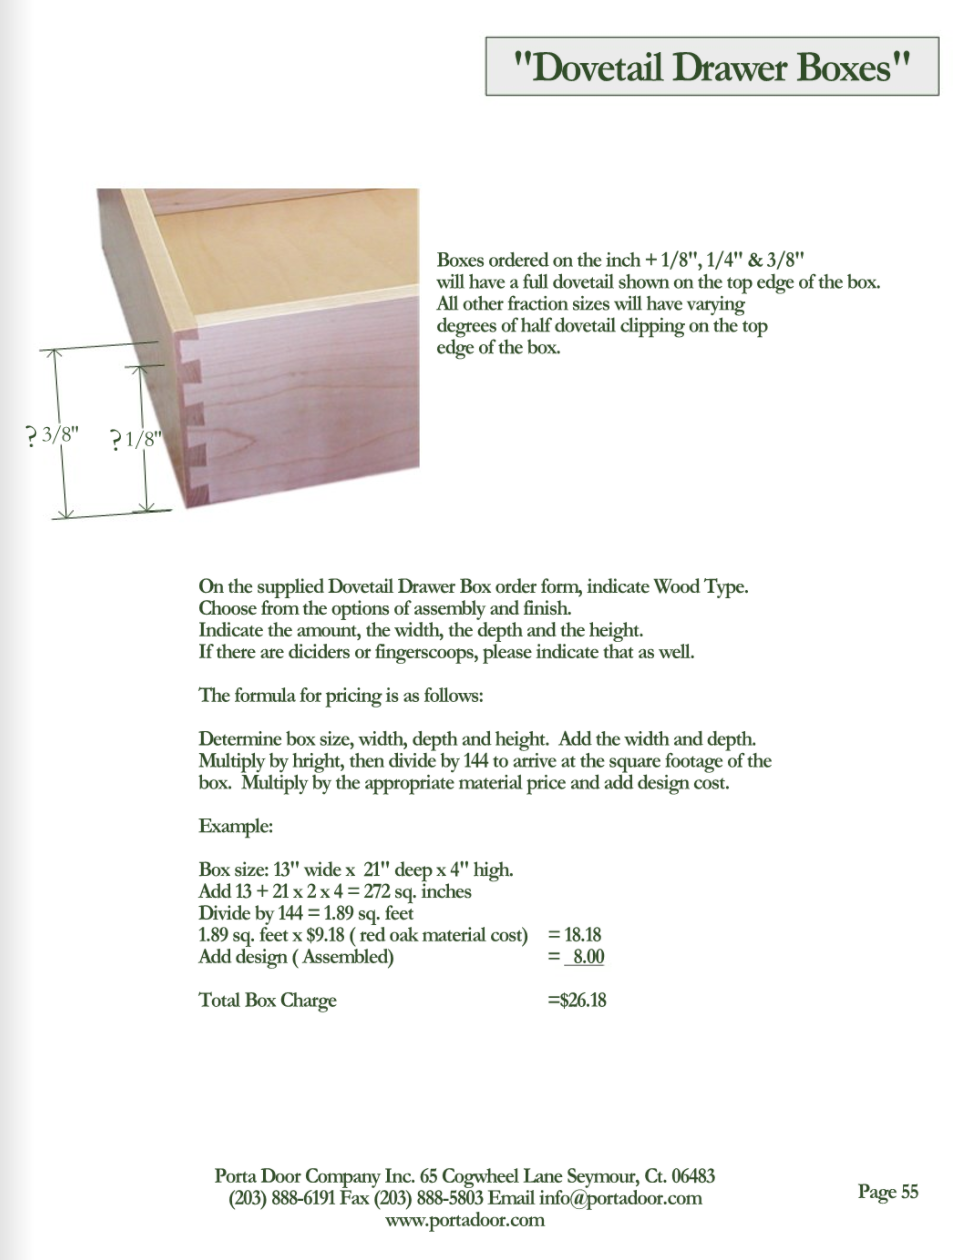 "Dovetail Drawer Boxes"
Boxes ordered on the inch + 1/8", 1/4" & 3/8"
will have a full dovetail shown on the top edge of the box.
All other fraction sizes will have varying
degrees of half dovetail clipping on the top
edge of the box.
? 3/8"
? 1/8"
On the supplied Dovetail Drawer Box order form, indicate Wood Type.
Choose from the options of assembly and finish.
Indicate the amount, the width, the depth and the height.
If there are diciders or fingerscoops, please indicate that as well.
The formula for pricing is as follows:
Determine box size, width, depth and height. Add the width and depth.
Multiply by hright, then divide by 144 to arrive at the square footage of the
box. Multiply by the appropriate material price and add design cost.
Example:
Box size: 13" wide x 21" deep x 4" high.
Add 13 + 21 x 2 x 4 = 272 sq. inches
Divide by 144 = 1.89 sq. feet
1.89 sq. feet x $9.18 ( red oak material cost) = 18.18
Add design ( Assembled) = 8.00
Total Box Charge =$26.18
Porta Door Company Inc. 65 Cogwheel Lane Seymour, Ct. 06483
(203) 888-6191 Fax (203) 888-5803 Email info@portadoor.com
www.portadoor.com
Page 55